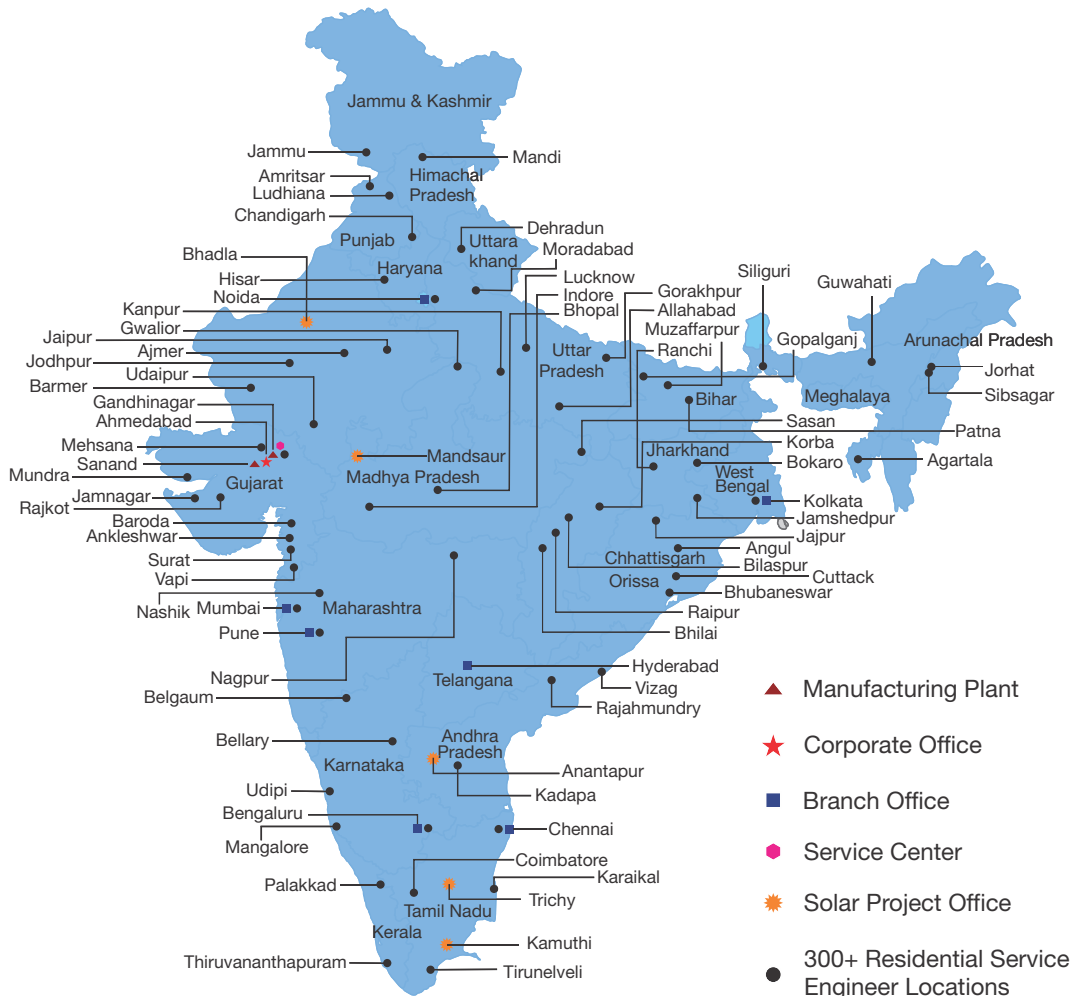 Jammu & Kashmir
Jammu
Mandi
Amritsar
Himachal
Pradesh
Ludhiana
Chandigarh
Dehradun
Punjab
Uttara
khand
Moradabad
Bhadla
Haryana
Siliguri
Hisar
Lucknow
Guwahati
Noida
Indore
Gorakhpur
Kanpur
Bhopal
Allahabad
Gwalior
Muzaffarpur
Jaipur
Gopalganj
Arunachal Pradesh
Ajmer
Uttar
Pradesh
Ranchi
Jodhpur
Jorhat
Udaipur
Barmer
Bihar
Meghalaya
Sibsagar
Gandhinagar
Ahmedabad
Sasan
Patna
Mehsana
Korba
Sanand
Mandsaur
Jharkhand
Bokaro
Agartala
Mundra
Gujarat
Madhya Pradesh
West
Bengal
Jamnagar
Kolkata
Rajkot
Jamshedpur
Baroda
Jajpur
Ankleshwar
Angul
Surat
Chhattisgarh
Bilaspur
Vapi
Orissa
Cuttack
Nashik
Mumbai
Maharashtra
Bhubaneswar
Raipur
Pune
Bhilai
Hyderabad
Nagpur
Telangana
Vizag
Belgaum
Rajahmundry
Bellary
Andhra
Pradesh
Karnataka
Anantapur
Udipi
Kadapa
Bengaluru
Chennai
Mangalore
Coimbatore
Karaikal
Palakkad
Trichy
Tamil Nadu
Kerala
Kamuthi
Thiruvananthapuram
Tirunelveli
Manufacturing Plant
Corporate Office
Branch Office
Service Center
Solar Project Office
300+ Residential Service
Engineer Locations